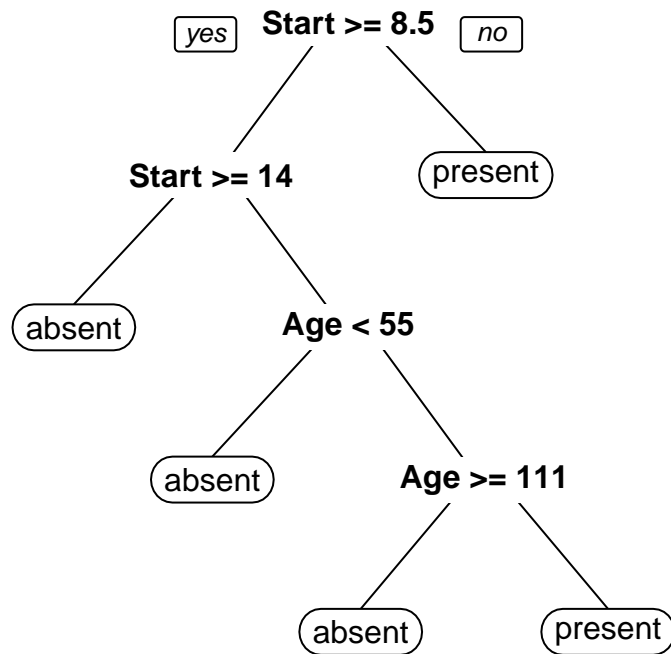 yes Start >= 8.5 no
Start >= 14 present
absent Age < 55
absent Age >= 111
absent present